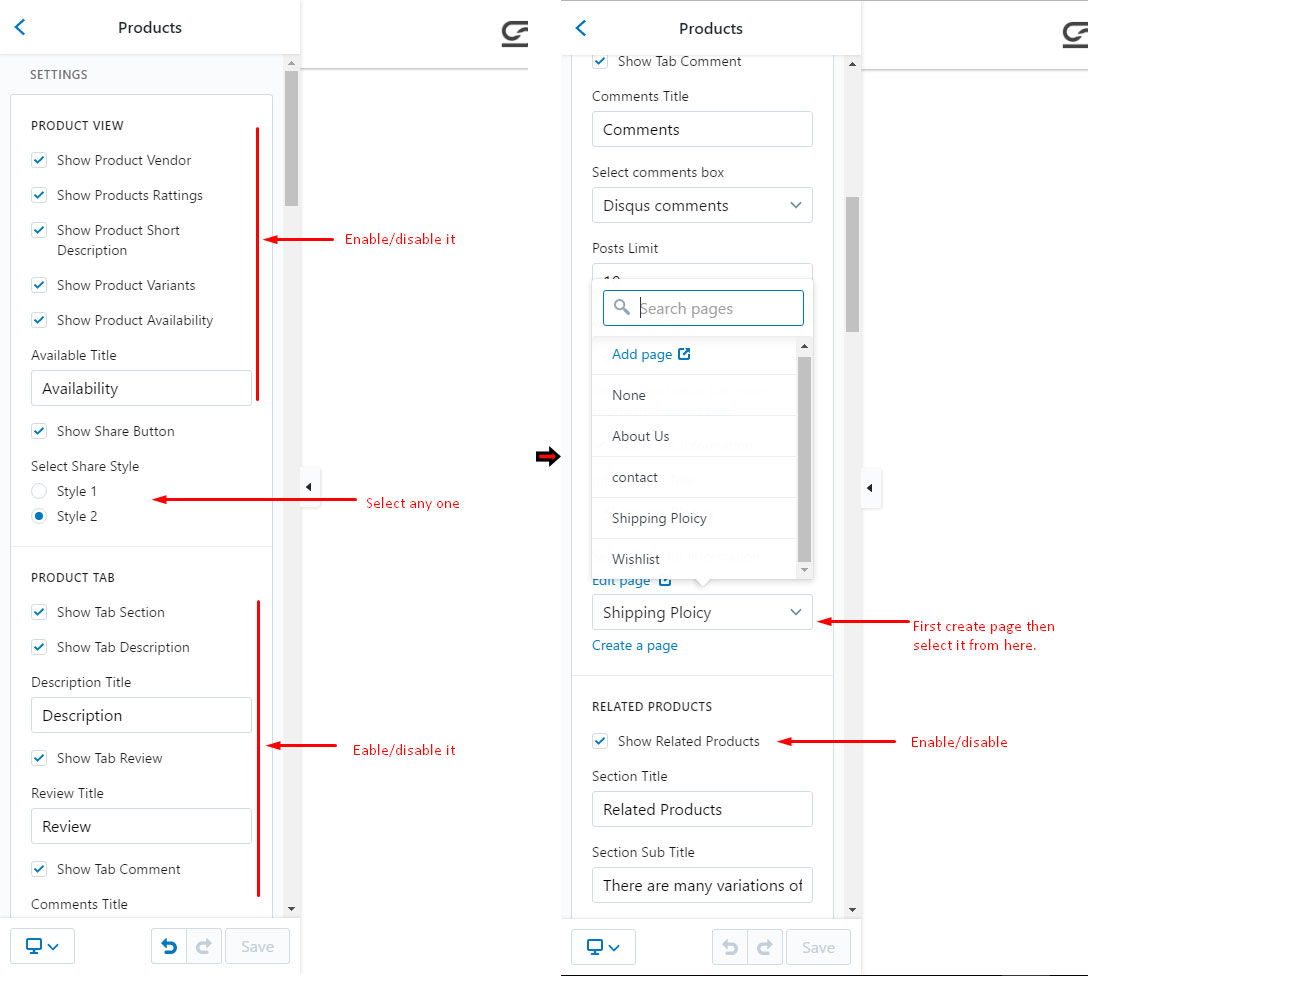 Products
SETTINGS
PRODUCT VIEW
Show Product Vendor
Show Products Rattings
Show Product Short
Description
Show Product Variants
Show Product Availability
Available Title
Availability
Show Share Button
Select Share Style
Style 1
Style 2
PRODUCT TAB
Show Tab Section
Show Tab Description
Description Title
Description
Show Tab Review
Review Title
Review
Show Tab Comment
Comments Title
Save
Enable/disable it
Select any one
Eable/disable it
Products
Show Tab Comment
Comments Title
Comments
Select comments box
Disqus comments
Posts Limit
Search pages
Add page
None
About Us
contact
Shipping Ploicy
Wishlist
Edit page
Shipping Ploicy
Create a page
RELATED PRODUCTS
Show Related Products
Section Title
Related Products
Section Sub Title
There are many variations of
Save
First create page then
select it from here.
Enable/disable